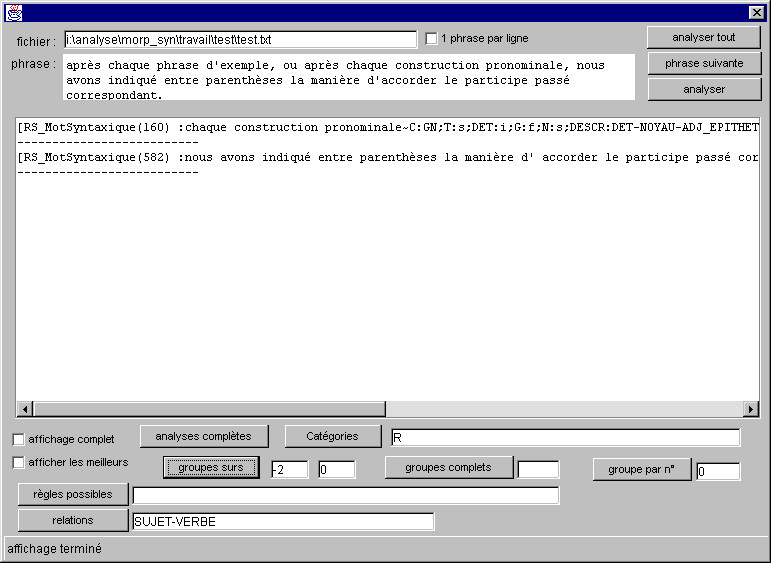 fichier : i:\analyse\morp_syn\travail\test\test.txt 1 phrase par ligne analyser tout
phrase : après chaque phrase d'exemple, ou après chaque construction pronominale, nous phrase suivante
avons indiqué entre parenthèses la manière d'accorder le participe passé analyser
correspondant.
[RS_MotSyntaxique(160) :chaque construction pronominale~C:GN;T:s;DET:i;G:f;N:s;DESCR:DET-NOYAU-ADJ_EPITHET
--------------------------
[RS_MotSyntaxique(582) :nous avons indiqué entre parenthèses la manière d' accorder le participe passé cor
--------------------------
affichage complet analyses complètes Catégories R
afficher les meilleurs groupes surs -2 0 groupes complets groupe par n° 0
règles possibles
relations SUJET-VERBE
affichage terminé